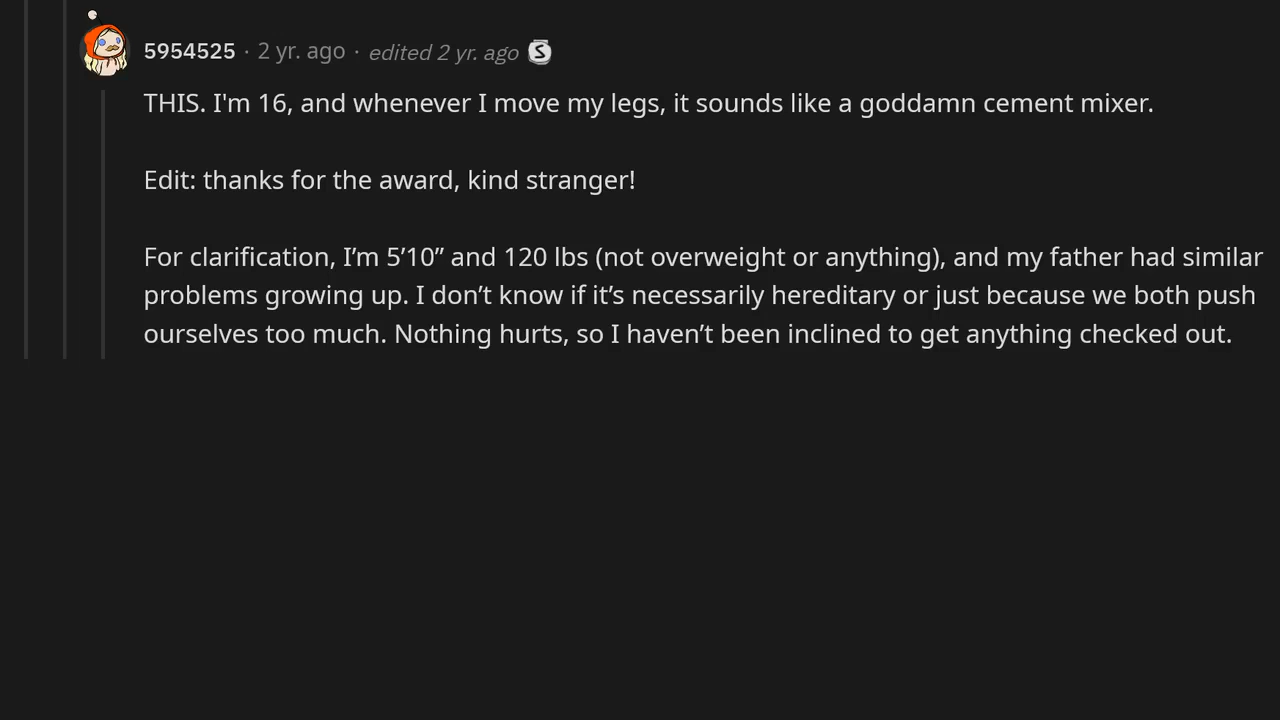 5954525 · 2 yr. ago · edited 2 yr. ago S
THIS. I'm 16, and whenever I move my legs, it sounds like a goddamn cement mixer.
Edit: thanks for the award, kind stranger!
For clarification, I’m 5’10” and 120 lbs (not overweight or anything), and my father had similar
problems growing up. I don’t know if it’s necessarily hereditary or just because we both push
ourselves too much. Nothing hurts, so I haven’t been inclined to get anything checked out.